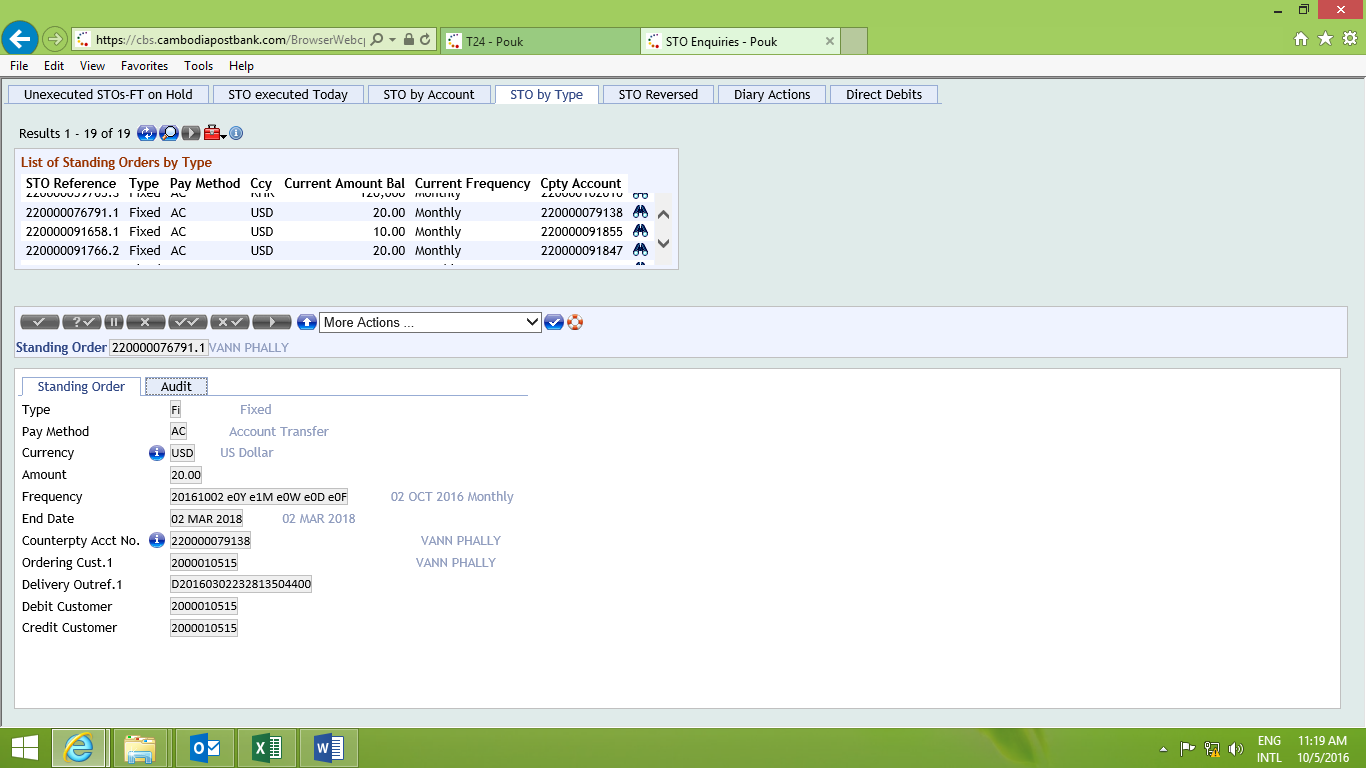 https://cbs.cambodiapostbank.com/BrowserWebcp
T24 - Pouk
STO Enquiries - Pouk
File Edit View Favorites Tools Help
Unexecuted STOs-FT on Hold STO executed Today STO by Account STO by Type STO Reversed Diary Actions Direct Debits
Results 1 - 19 of 19
List of Standing Orders by Type
STO Reference Type Pay Method Ccy Current Amount Bal Current Frequency Cpty Account
Fixed AC KHR 120,000 Monthly
220000076791.1 Fixed AC USD 20.00 Monthly 220000079138
220000091658.1 Fixed AC USD 10.00 Monthly 220000091855
220000091766.2 Fixed AC USD 20.00 Monthly 220000091847
More Actions ...
Standing Order 220000076791.1 VANN PHALLY
Standing Order Audit
Type Fi Fixed
Pay Method AC Account Transfer
Currency USD US Dollar
Amount 20.00
Frequency 20161002 e0Y e1M e0W e0D e0F 02 OCT 2016 Monthly
End Date 02 MAR 2018 02 MAR 2018
Counterpty Acct No. 220000079138 VANN PHALLY
Ordering Cust.1 2000010515 VANN PHALLY
Delivery Outref.1 D20160302232813504400
Debit Customer 2000010515
Credit Customer 2000010515
ENG 11:19 AM
INTL 10/5/2016